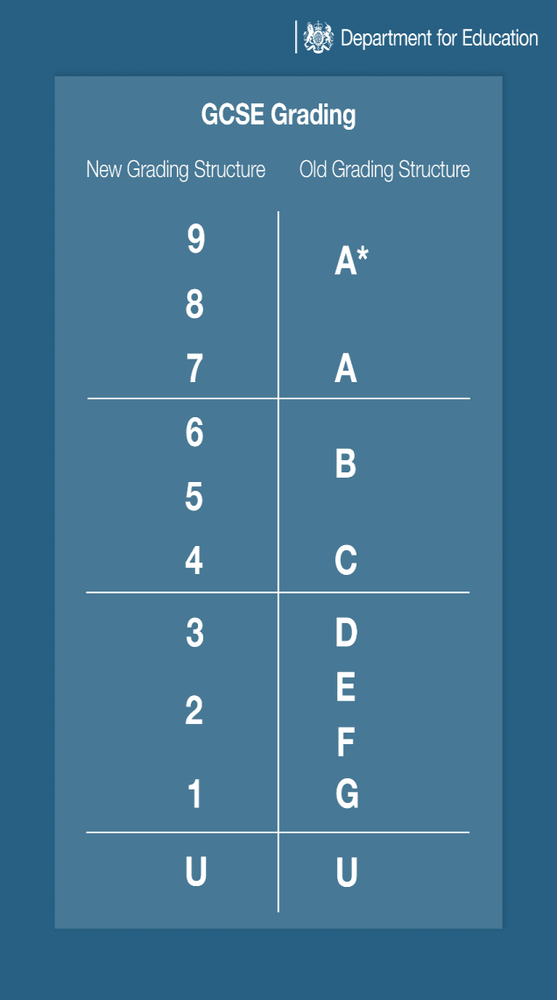 Department for Education
GCSE Grading
New Grading Structure Old Grading Structure
9
A*
8
7 A
6
B
5
4 C
3 D
E
2
F
1 G
U U